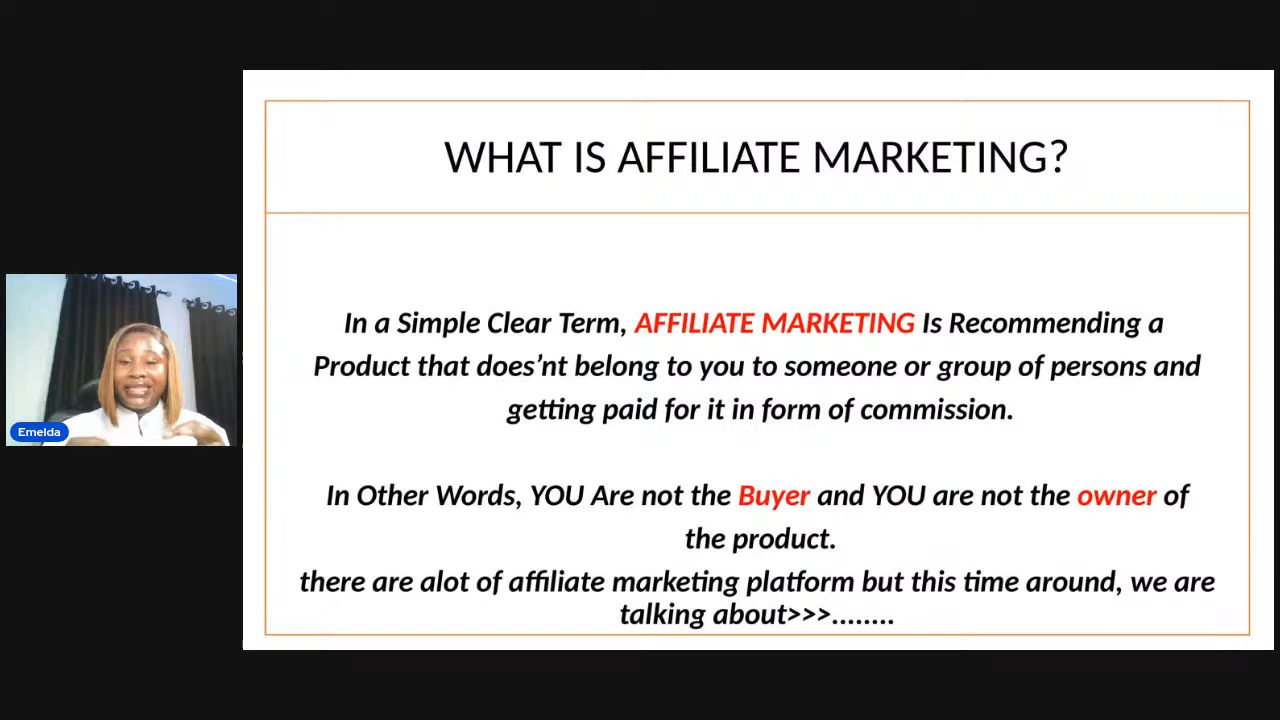 WHAT IS AFFILIATE MARKETING?
In a Simple Clear Term, AFFILIATE MARKETING Is Recommending a
Product that does’nt belong to you to someone or group of persons and
getting paid for it in form of commission.
In Other Words, YOU Are not the Buyer and YOU are not the owner of
the product.
there are alot of affiliate marketing platform but this time around, we are
talking about>>>........
Emelda